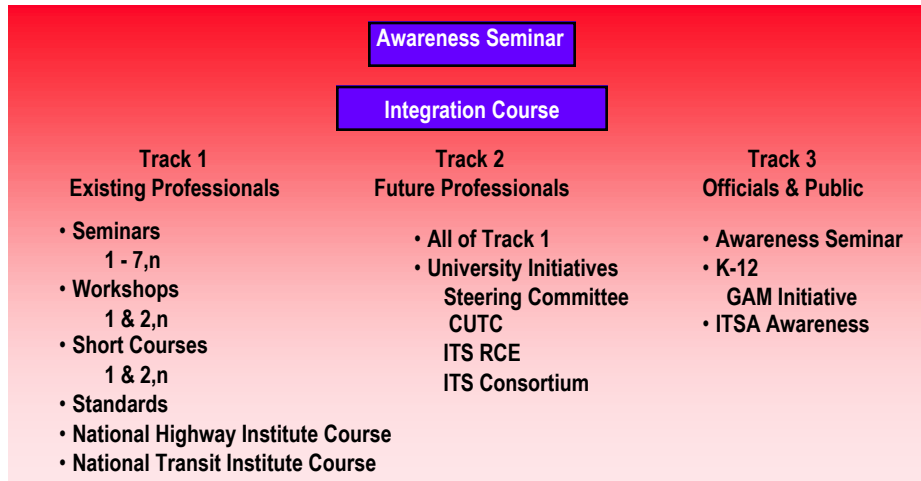 Awareness Seminar
Integration Course
Track 1
Existing Professionals
• Seminars
1 - 7,n
• Workshops
1 & 2,n
• Short Courses
1 & 2,n
• Standards
• National Highway Institute Course
• National Transit Institute Course
Track 2
Future Professionals
• All of Track 1
• University Initiatives
Steering Committee
CUTC
ITS RCE
ITS Consortium
Track 3
Officials & Public
• Awareness Seminar
• K-12
GAM Initiative
• ITSA Awareness